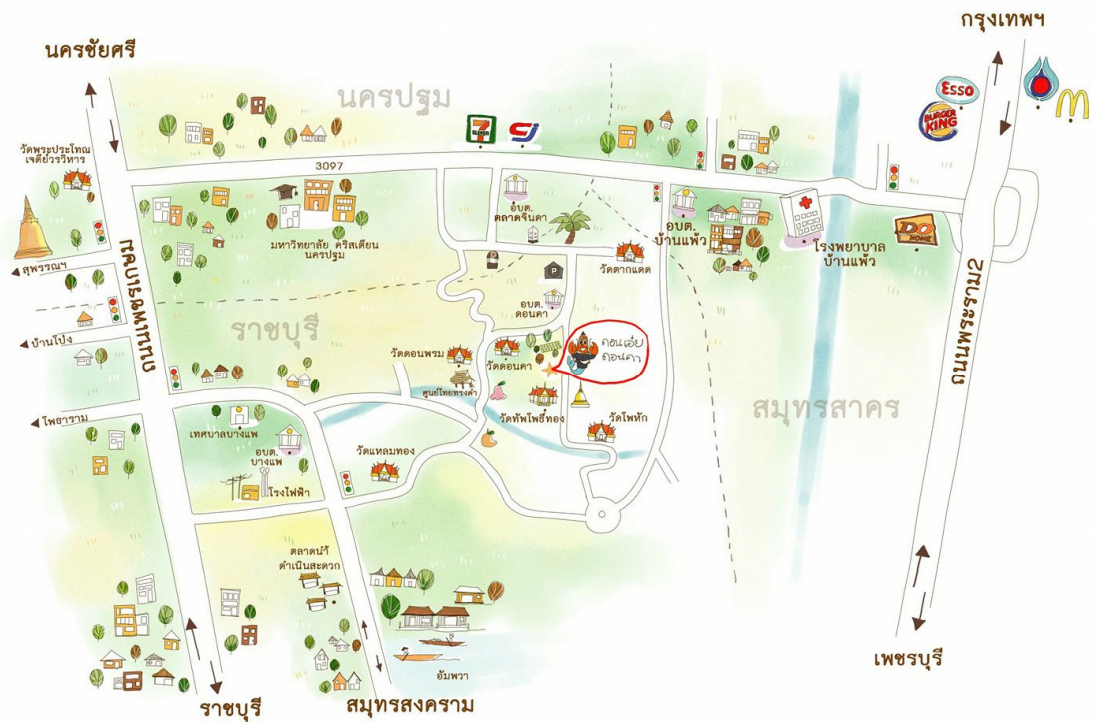 กรุงเทพฯ
นครชัยศรี
Esso
BURGER
KING
นครปฐม
7
ELEVEN
CJ
วัดพระประโทณ
เจดีย์วรวิหาร
3097
อบต.
ตลาดจินดา
มหาวิทยาลัย คริสเตียน
นครปฐม
อบต.
บ้านแพ้ว
โรงพยาบาล
บ้านแพ้ว
DO
HOME
สุพรรณฯ
วัดตากแดด
P
ถนนเพชรเกษม
อบต.
ดอนคา
ราชบุรี
บ้านโป่ง
ถนนพระราม2
วัดดอนพรม
วัดดอนคา
ศูนย์ไทยทรงดำ
สมุทรสาคร
โพธาราม
วัดทัพโพธิ์ทอง
วัดโพหัก
เทศบาลบางแพ
อบต.
บางแพ
วัดแหลมทอง
โรงไฟฟ้า
ตลาดน้ำ
ดำเนินสะดวก
อัมพวา
เพชรบุรี
ราชบุรี
สมุทรสงคราม